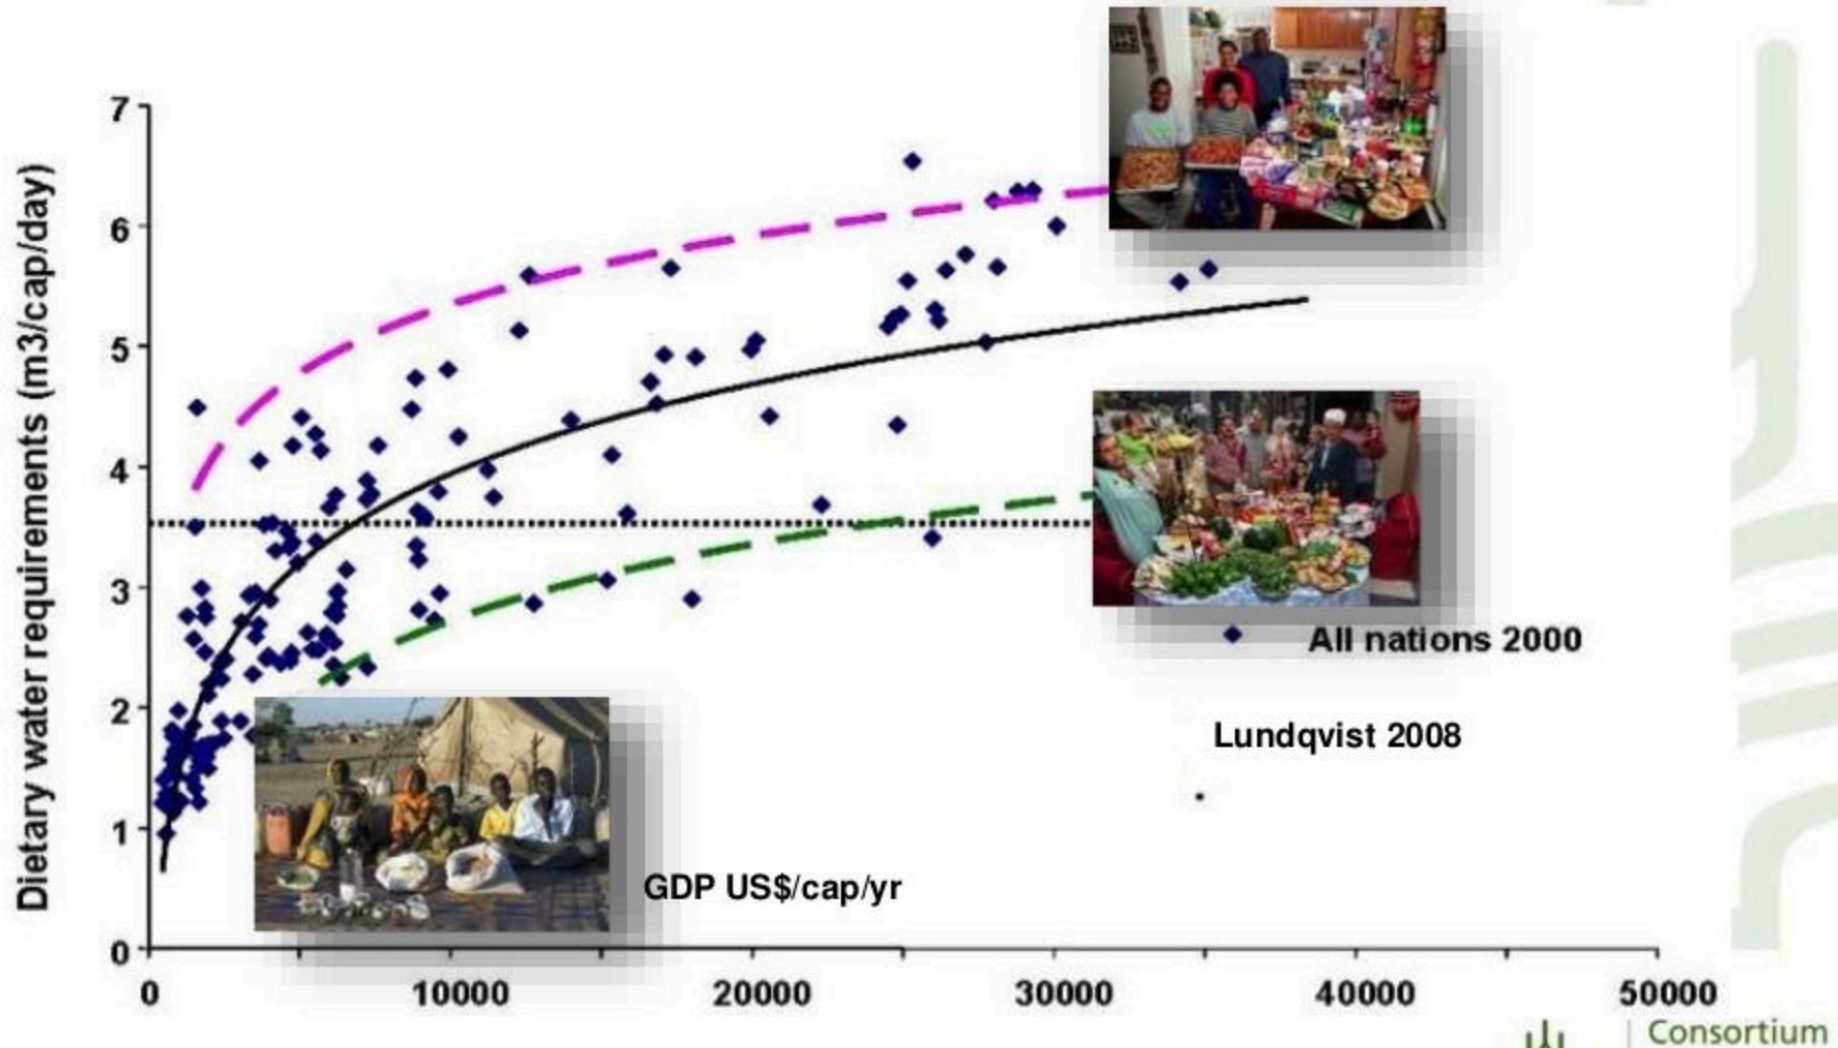 Dietary water requirements (m3/cap/day)
7
6
5
4
3
2
1
0
All nations 2000
Lundqvist 2008
GDP US$/cap/yr
0 10000 20000 30000 40000 50000
Consortium